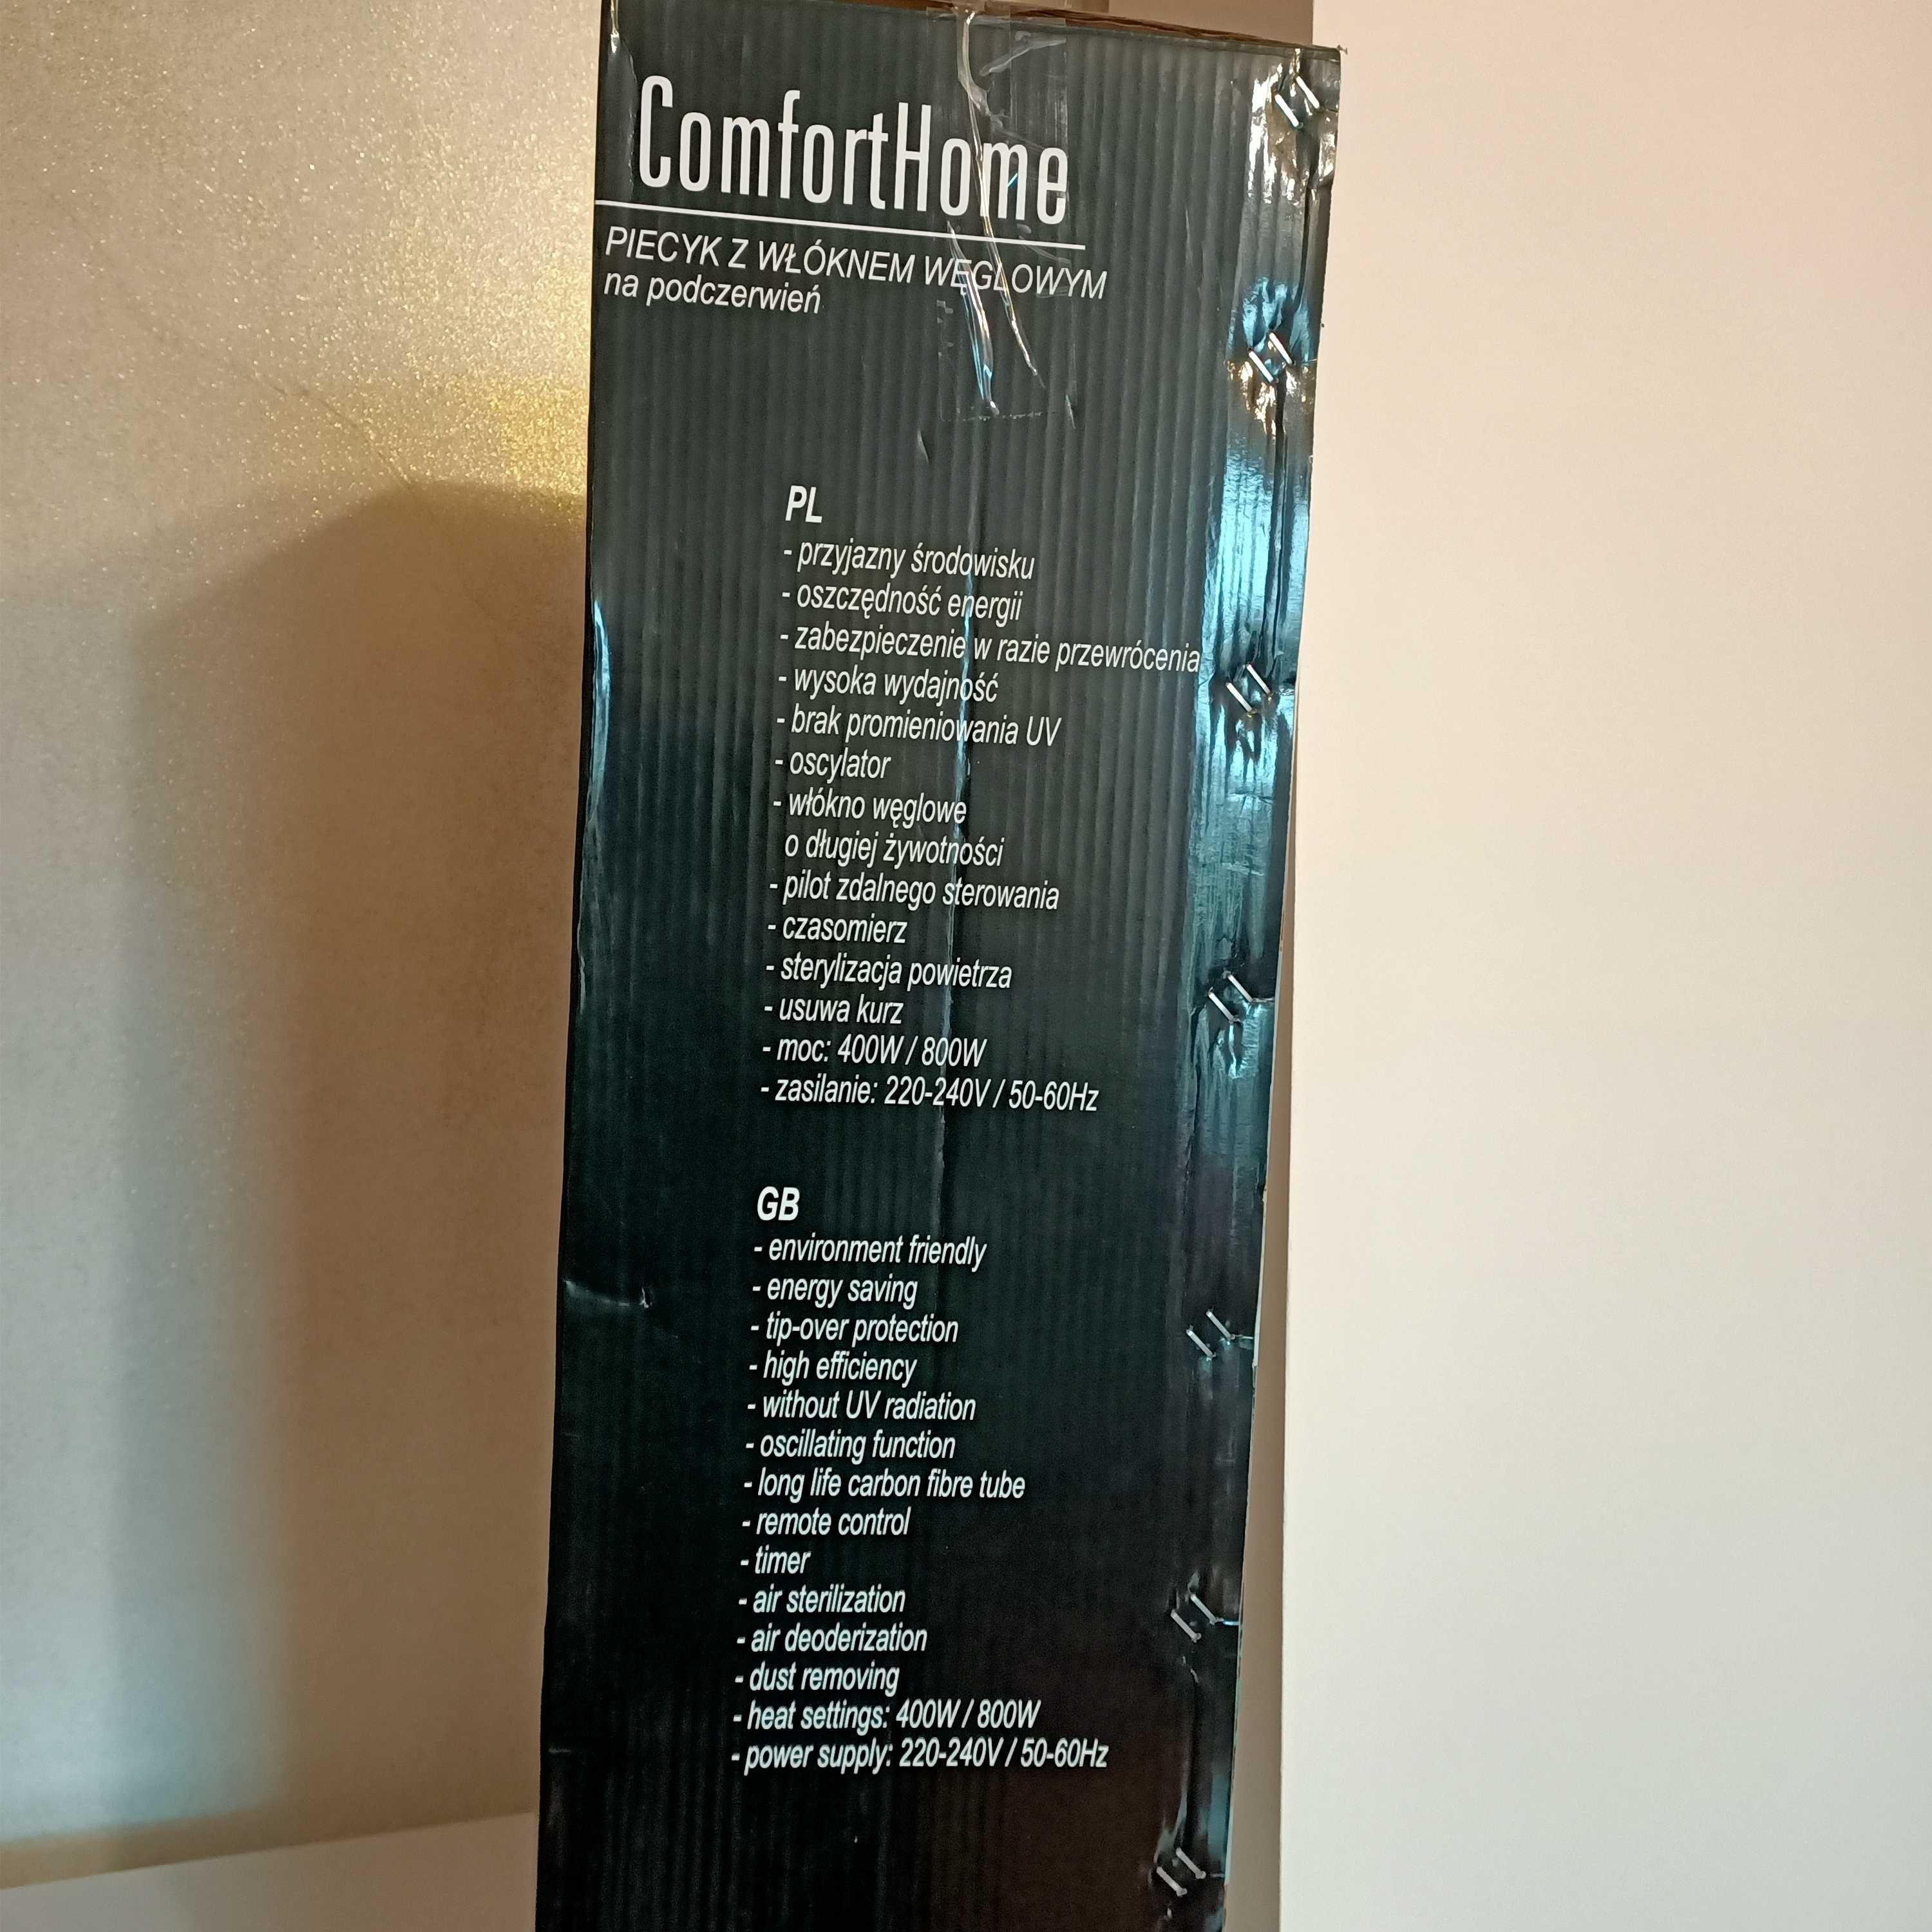 ComfortHome
PIECYK Z WŁÓKNEM WĘGLOWYM
na podczerwień
PL
- przyjazny środowisku
- oszczędność energii
- zabezpieczenie w razie przewrócenia
- wysoka wydajność
- brak promieniowania UV
- oscylator
- włókno węglowe
o długiej żywotności
- pilot zdalnego sterowania
- czasomierz
- sterylizacja powietrza
- usuwa kurz
- moc: 400W / 800W
- zasilanie: 220-240V / 50-60Hz
GB
- environment friendly
- energy saving
- tip-over protection
- high efficiency
- without UV radiation
- oscillating function
- long life carbon fibre tube
- remote control
- timer
- air sterilization
- air deoderization
- dust removing
- heat settings: 400W / 800W
- power supply: 220-240V / 50-60Hz